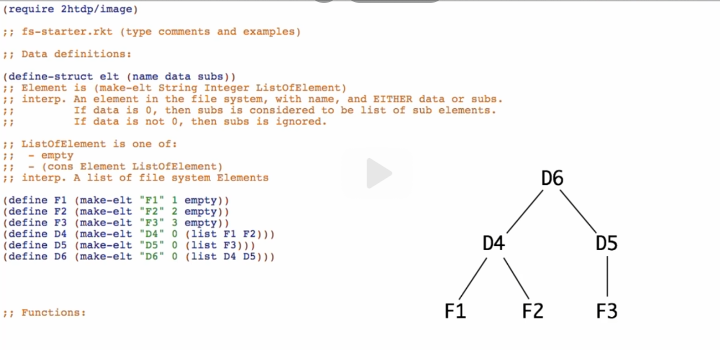 (require 2htdp/image)
;; fs-starter.rkt (type comments and examples)
;; Data definitions:
(define-struct elt (name data subs))
;; Element is (make-elt String Integer ListOfElement)
;; interp. An element in the file system, with name, and EITHER data or subs.
;;         If data is 0, then subs is considered to be list of sub elements.
;;         If data is not 0, then subs is ignored.
;; ListOfElement is one of:
;;  - empty
;;  - (cons Element ListOfElement)
;; interp. A list of file system Elements
(define F1 (make-elt "F1" 1 empty))
(define F2 (make-elt "F2" 2 empty))
(define F3 (make-elt "F3" 3 empty))
(define D4 (make-elt "D4" 0 (list F1 F2)))
(define D5 (make-elt "D5" 0 (list F3)))
(define D6 (make-elt "D6" 0 (list D4 D5)))
;; Functions:
D6
D4 D5
F1 F2 F3